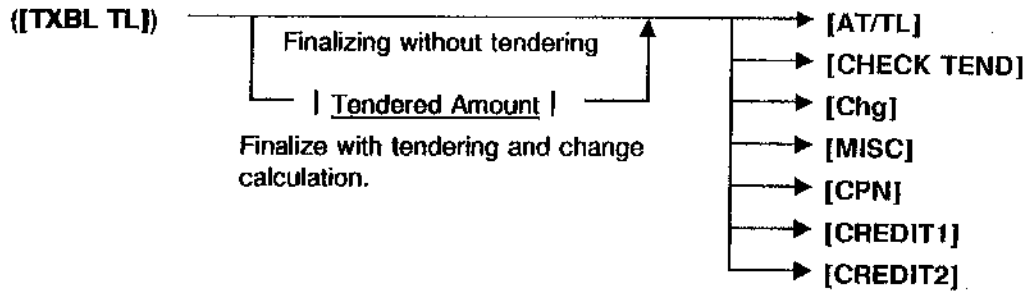 ([TXBL TL])
Finalizing without tendering
| Tendered Amount |
Finalize with tendering and change
calculation.
[AT/TL]
[CHECK TEND]
[Chg]
[MISC]
[CPN]
[CREDIT1]
[CREDIT2]